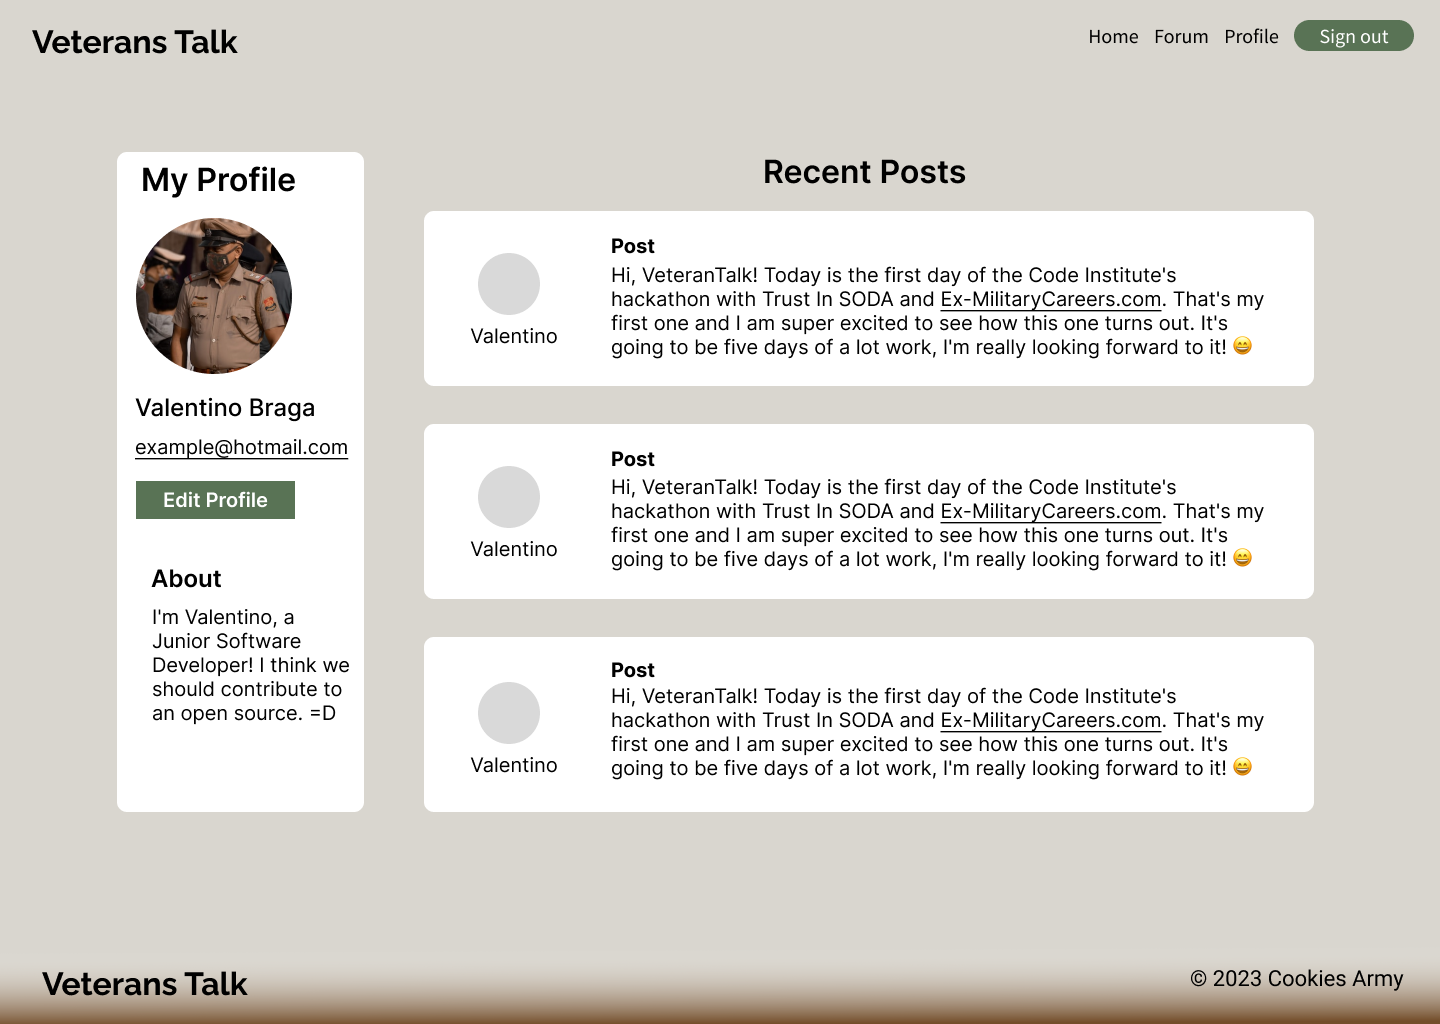 Veterans Talk
Home Forum Profile Sign out
My Profile
Valentino Braga
example@hotmail.com
Edit Profile
About
I'm Valentino, a
Junior Software
Developer! I think we
should contribute to
an open source. =D
Recent Posts
Valentino
Post
Hi, VeteranTalk! Today is the first day of the Code Institute's
hackathon with Trust In SODA and Ex-MilitaryCareers.com. That's my
first one and I am super excited to see how this one turns out. It's
going to be five days of a lot work, I'm really looking forward to it! 😄
Valentino
Post
Hi, VeteranTalk! Today is the first day of the Code Institute's
hackathon with Trust In SODA and Ex-MilitaryCareers.com. That's my
first one and I am super excited to see how this one turns out. It's
going to be five days of a lot work, I'm really looking forward to it! 😄
Valentino
Post
Hi, VeteranTalk! Today is the first day of the Code Institute's
hackathon with Trust In SODA and Ex-MilitaryCareers.com. That's my
first one and I am super excited to see how this one turns out. It's
going to be five days of a lot work, I'm really looking forward to it! 😄
Veterans Talk
© 2023 Cookies Army